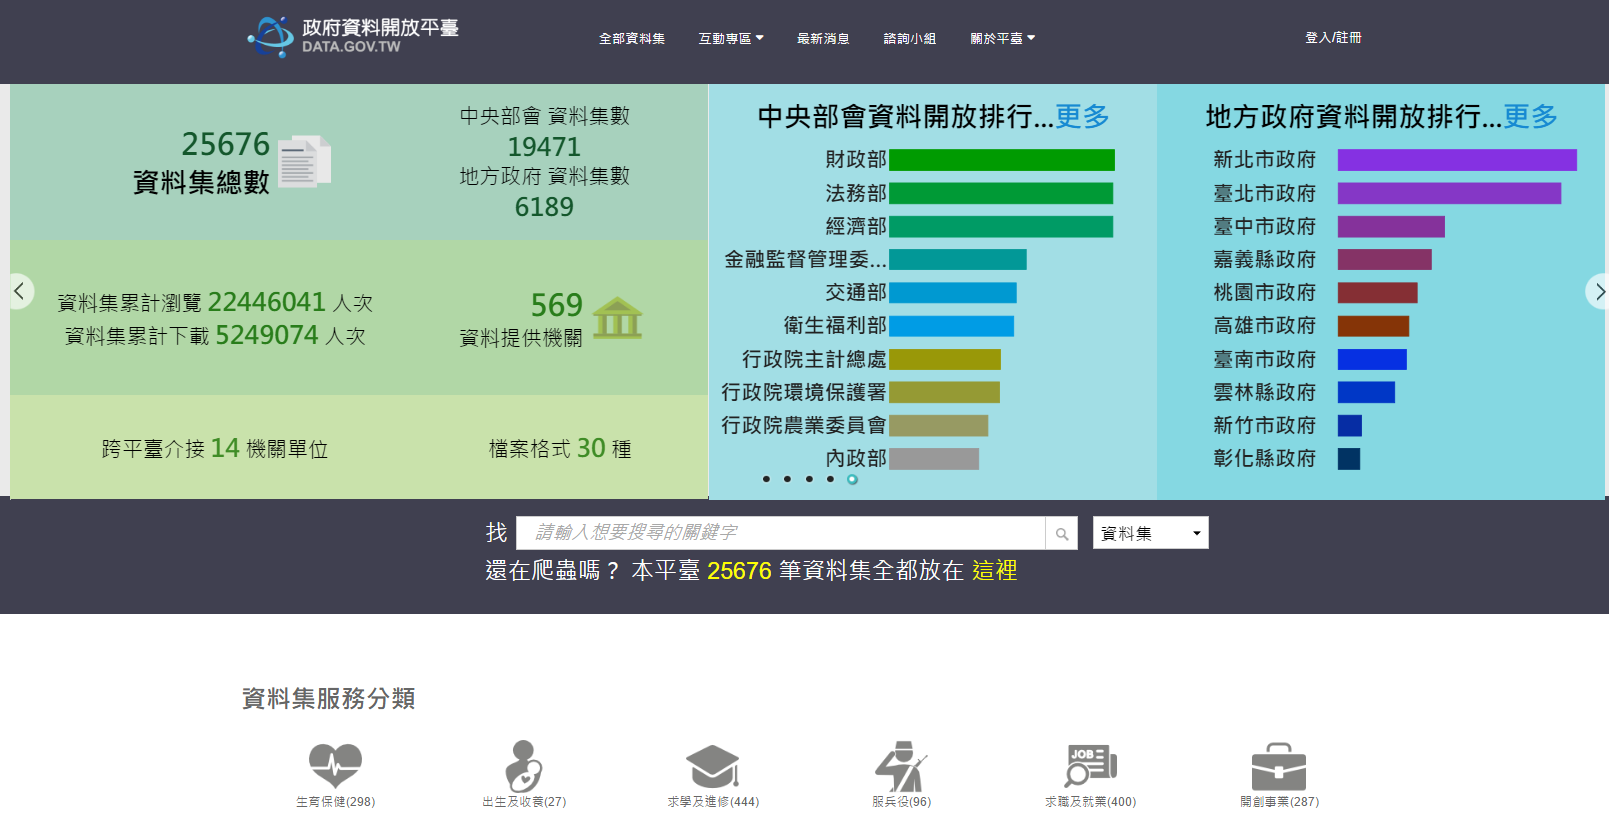 政府資料開放平臺
DATA.GOV.TW
全部資料集 互動專區 最新消息 諮詢小組 關於平臺 登入/註冊
25676
資料集總數
中央部會 資料集數
19471
地方政府 資料集數
6189
資料集累計瀏覽 22446041 人次
資料集累計下載 5249074 人次
569
資料提供機關
跨平臺介接 14 機關單位
檔案格式 30 種
中央部會資料開放排行...更多
財政部
法務部
經濟部
金融監督管理委...
交通部
衛生福利部
行政院主計總處
行政院環境保護署
行政院農業委員會
內政部
地方政府資料開放排行...更多
新北市政府
臺北市政府
臺中市政府
嘉義縣政府
桃園市政府
高雄市政府
臺南市政府
雲林縣政府
新竹市政府
彰化縣政府
找 請輸入想要搜尋的關鍵字 資料集
還在爬蟲嗎？ 本平臺 25676 筆資料集全都放在 這裡
資料集服務分類
JOB
生育保健(298) 出生及收養(27) 求學及進修(444) 服兵役(96) 求職及就業(400) 開創事業(287)